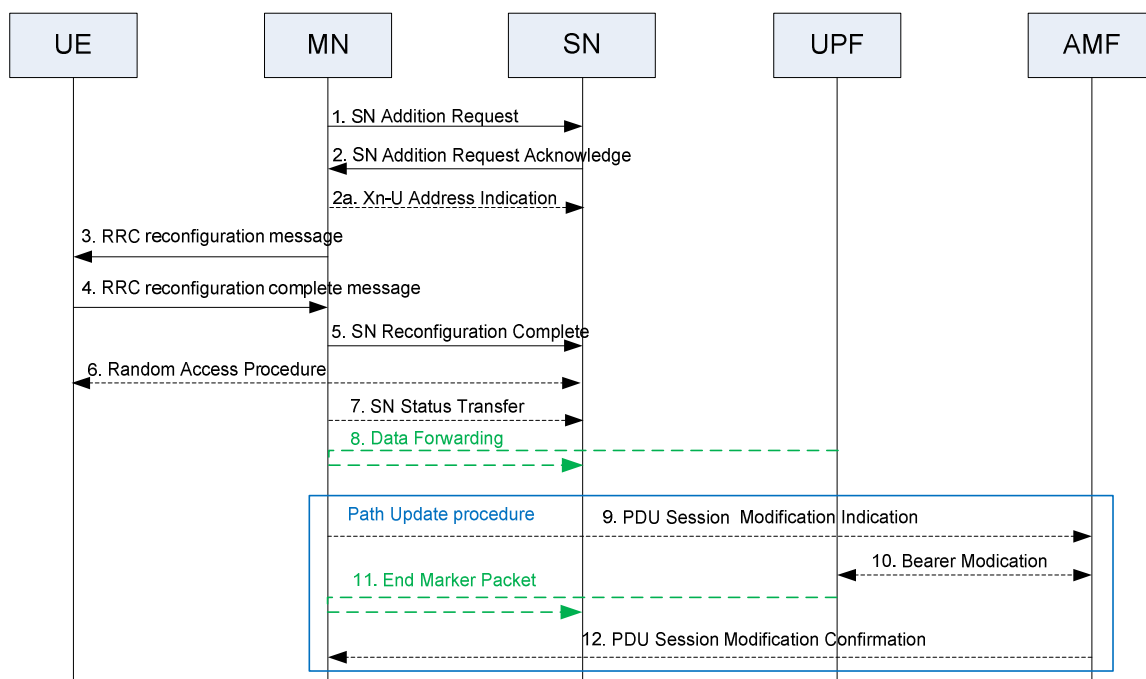 UE
MN
SN
UPF
AMF
1. SN Addition Request
2. SN Addition Request Acknowledge
2a. Xn-U Address Indication
3. RRC reconfiguration message
4. RRC reconfiguration complete message
5. SN Reconfiguration Complete
6. Random Access Procedure
7. SN Status Transfer
8. Data Forwarding
Path Update procedure
9. PDU Session Modification Indication
10. Bearer Modication
11. End Marker Packet
12. PDU Session Modification Confirmation